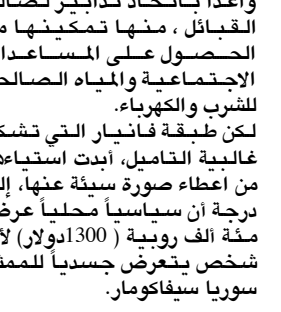 واعداً باتخاذ تدابير لصالح
القبائل ، منها تمكينها من
الحصول على المساعدات
الاجتماعية والمياه الصالحة
للشرب والكهرباء.
لكن طبقة فانيار التي تشكل
غالبية التاميل، أبدت استياءها
من اعطاء صورة سيئة عنها، إلى
درجة أن سياسياً محلياً عرض
مئة ألف روبية ( 1300دولار) لأي
شخص يتعرض جسدياً للممثل
سوريا سيفاكومار.